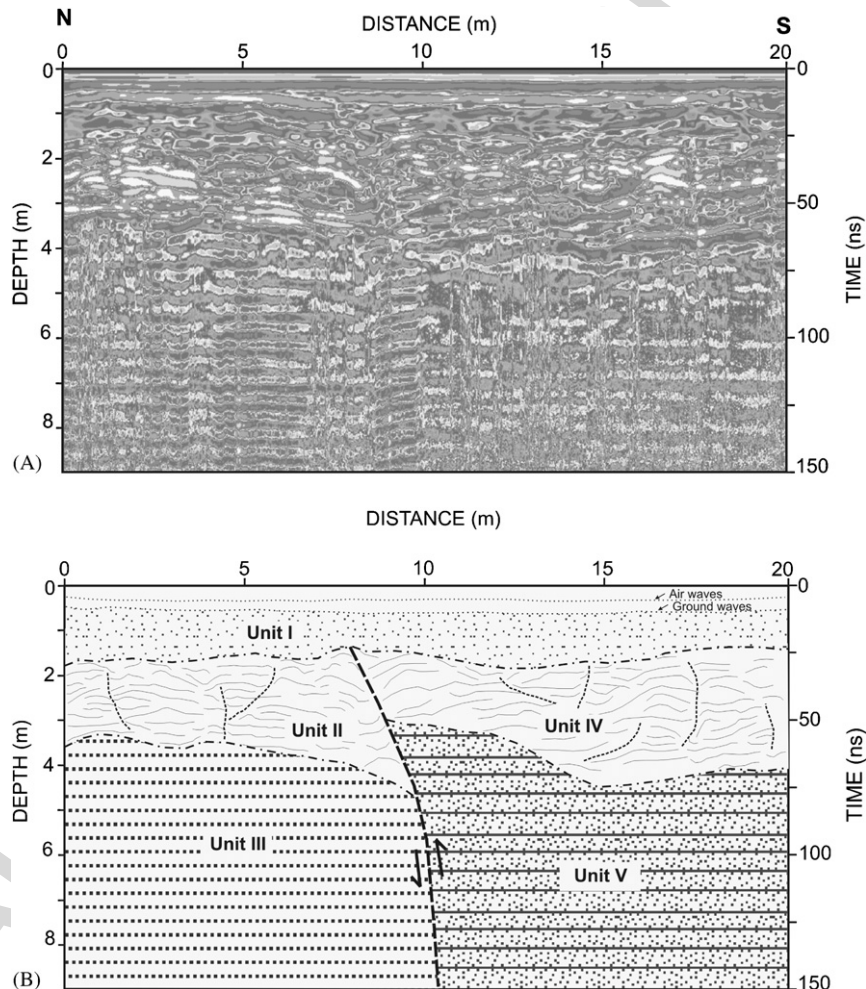 N DISTANCE (m) S
0 5 10 15 20
0 0
2
50
4
DEPTH (m) TIME (ns)
6 100
8
(A) 150
DISTANCE (m)
0 5 10 15 20
0 Air waves 0
Ground waves
Unit I
2
Unit II Unit IV 50
4
DEPTH (m) TIME (ns)
Unit III
6 100
Unit V
8
(B) 150